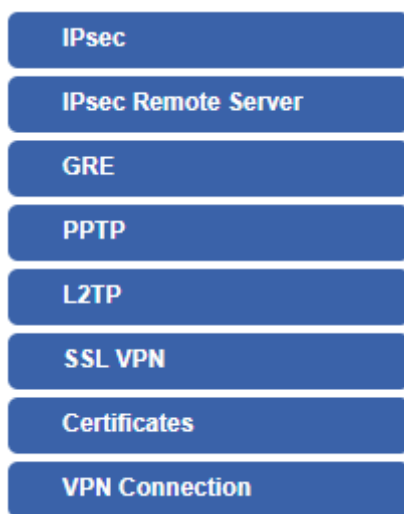 IPsec
IPsec Remote Server
GRE
PPTP
L2TP
SSL VPN
Certificates
VPN Connection